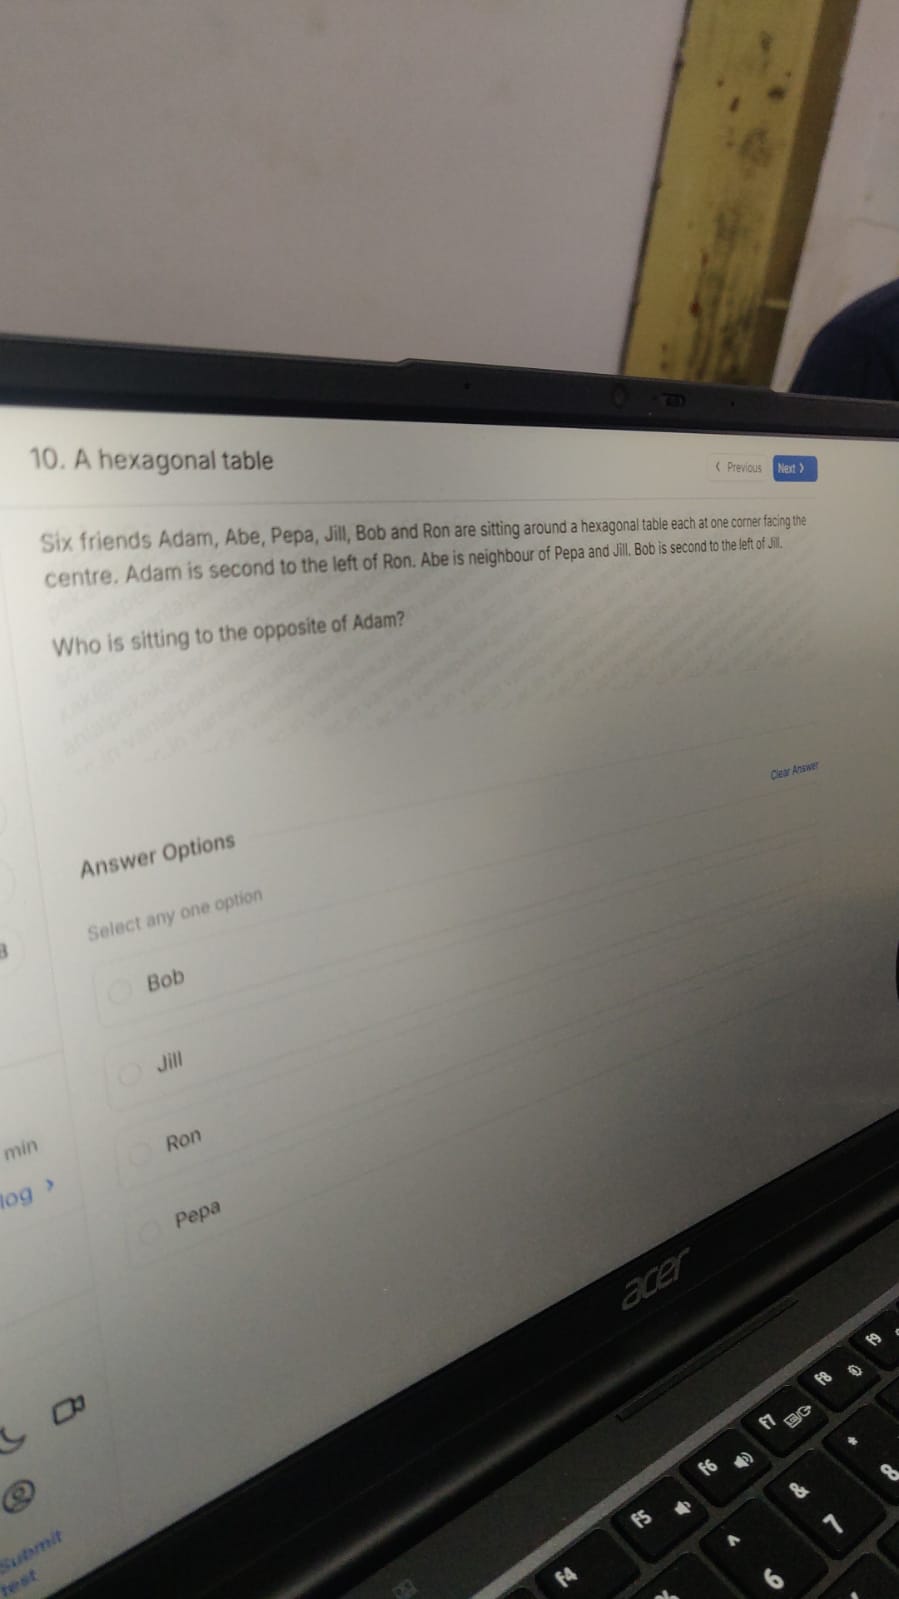 10. A hexagonal table
< Previous
Next >
Six friends Adam, Abe, Pepa, Jill, Bob and Ron are sitting around a hexagonal table each at one corner facing the
centre. Adam is second to the left of Ron. Abe is neighbour of Pepa and Jill. Bob is second to the left of Jill.
Who is sitting to the opposite of Adam?
Clear Answer
Answer Options
Select any one option
Bob
Jill
Ron
Pepa
min
log >
Submit
test
acer
F4
F5
F6
F7
F8
F9
^
6
&
7
*
8